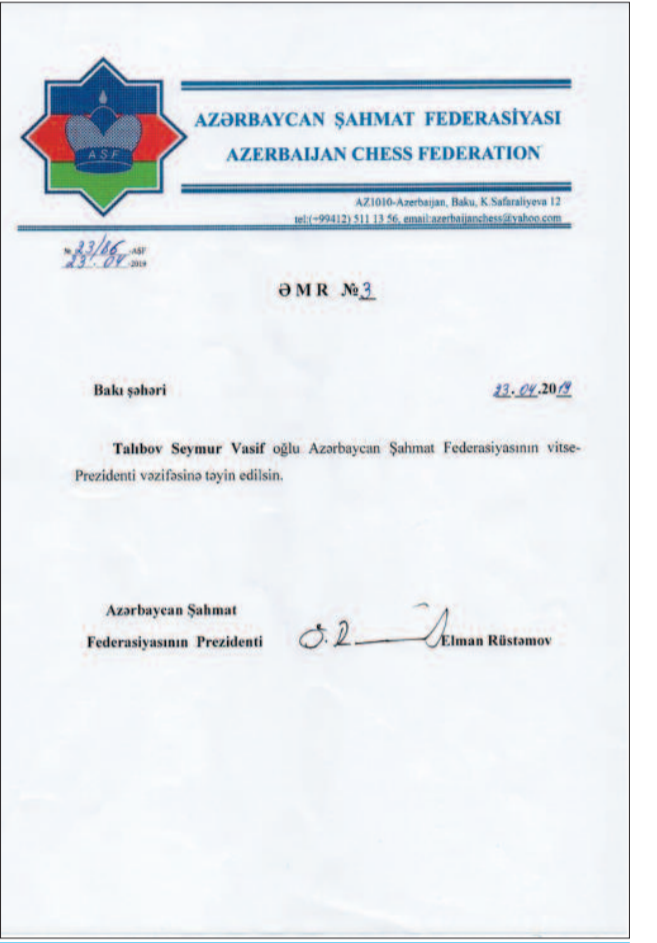 ASF
AZƏRBAYCAN ŞAHMAT FEDERASİYASI
AZERBAIJAN CHESS FEDERATION
AZ1010-Azerbaijan, Baku, K.Safaraliyeva 12
tel:(+99412) 511 13 56, email:azerbaijanchess@yahoo.com
№ 23/86 -ASF
23. 04 2019
ƏMR №3
Bakı şəhəri 23.04.2019
Talıbov Seymur Vasif oğlu Azərbaycan Şahmat Federasiyasının vitse-
Prezidenti vəzifəsinə təyin edilsin.
Azərbaycan Şahmat
Federasiyasının Prezidenti Elman Rüstəmov